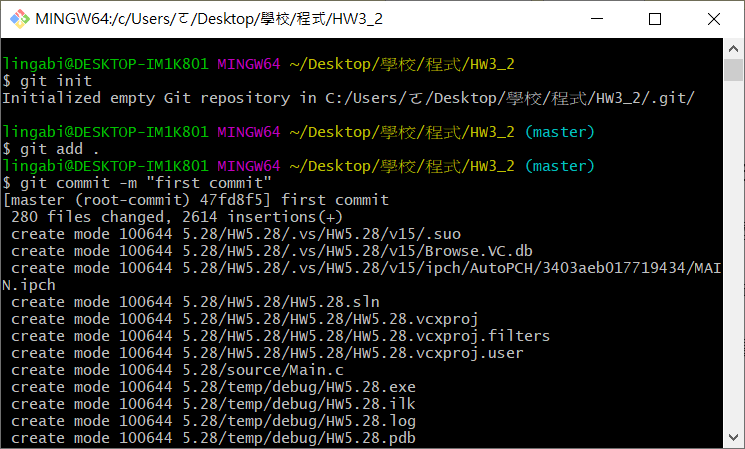 MINGW64:/c/Users/ㄛ/Desktop/學校/程式/HW3_2
lingabi@DESKTOP-IM1K8O1 MINGW64 ~/Desktop/學校/程式/HW3_2
$ git init
Initialized empty Git repository in C:/Users/ㄛ/Desktop/學校/程式/HW3_2/.git/
lingabi@DESKTOP-IM1K8O1 MINGW64 ~/Desktop/學校/程式/HW3_2 (master)
$ git add .
lingabi@DESKTOP-IM1K8O1 MINGW64 ~/Desktop/學校/程式/HW3_2 (master)
$ git commit -m "first commit"
[master (root-commit) 47fd8f5] first commit
 280 files changed, 2614 insertions(+)
 create mode 100644 5.28/HW5.28/.vs/HW5.28/v15/.suo
 create mode 100644 5.28/HW5.28/.vs/HW5.28/v15/Browse.VC.db
 create mode 100644 5.28/HW5.28/.vs/HW5.28/v15/ipch/AutoPCH/3403aeb017719434/MAI
N.ipch
 create mode 100644 5.28/HW5.28/HW5.28.sln
 create mode 100644 5.28/HW5.28/HW5.28/HW5.28.vcxproj
 create mode 100644 5.28/HW5.28/HW5.28/HW5.28.vcxproj.filters
 create mode 100644 5.28/HW5.28/HW5.28/HW5.28.vcxproj.user
 create mode 100644 5.28/source/Main.c
 create mode 100644 5.28/temp/debug/HW5.28.exe
 create mode 100644 5.28/temp/debug/HW5.28.ilk
 create mode 100644 5.28/temp/debug/HW5.28.log
 create mode 100644 5.28/temp/debug/HW5.28.pdb